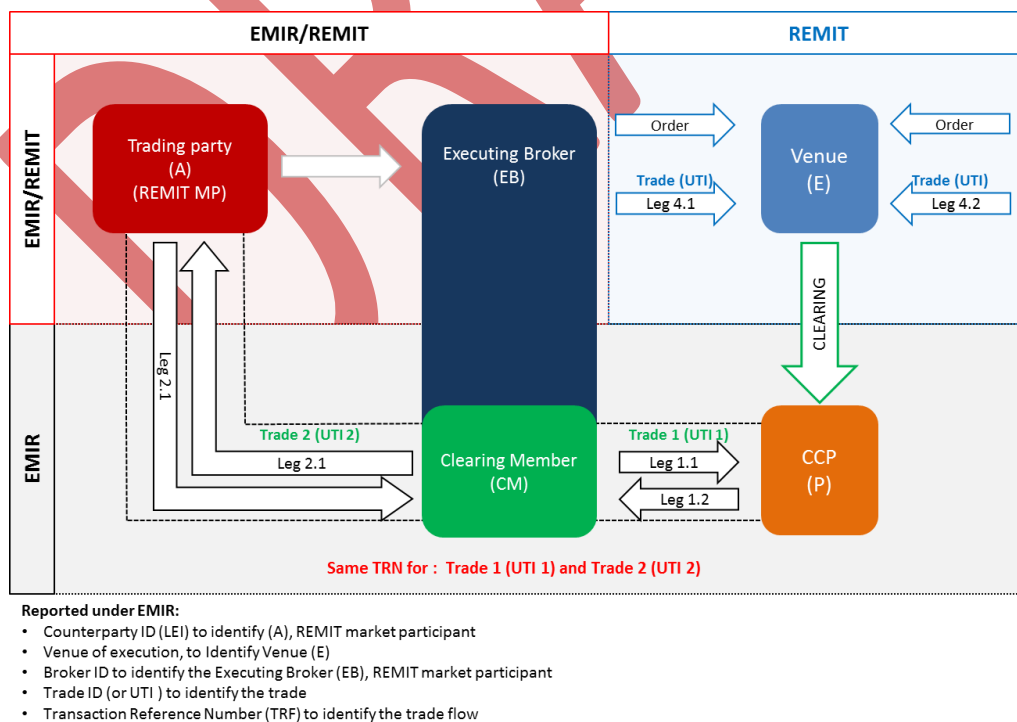 EMIR/REMIT
REMIT
EMIR/REMIT
Trading party
(A)
(REMIT MP)
Executing Broker
(EB)
Order
Venue
(E)
Order
Trade (UTI)
Leg 4.1
Trade (UTI)
Leg 4.2
CLEARING
EMIR
Leg 2.1
Trade 2 (UTI 2)
Leg 2.1
Clearing Member
(CM)
Trade 1 (UTI 1)
Leg 1.1
Leg 1.2
CCP
(P)
Same TRN for : Trade 1 (UTI 1) and Trade 2 (UTI 2)
Reported under EMIR:
• Counterparty ID (LEI) to identify (A), REMIT market participant
• Venue of execution, to Identify Venue (E)
• Broker ID to identify the Executing Broker (EB), REMIT market participant
• Trade ID (or UTI ) to identify the trade
• Transaction Reference Number (TRF) to identify the trade flow